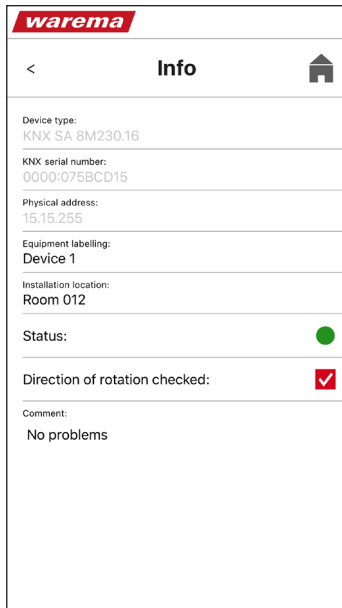 warema
< Info
Device type:
KNX SA 8M230.16
KNX serial number:
0000:075BCD15
Physical address:
15.15.255
Equipment labelling:
Device 1
Installation location:
Room 012
Status:
Direction of rotation checked:
Comment:
No problems